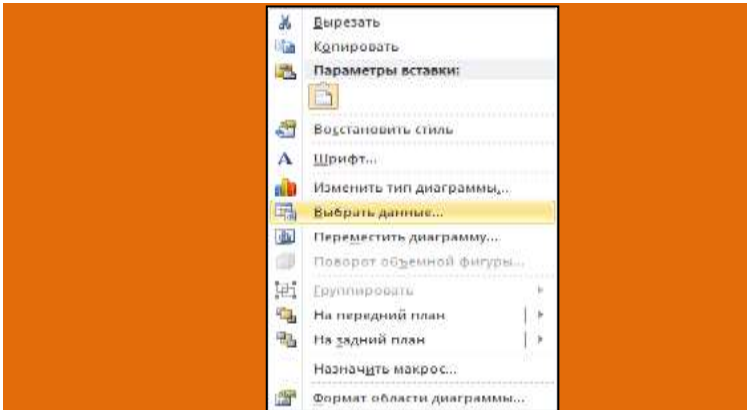 Вырезать
Копировать
Параметры вставки:
Восстановить стиль
Шрифт...
Изменить тип диаграммы...
Выбрать данные...
Переместить диаграмму...
Поворот объемной фигуры...
Группировать
На передний план
На задний план
Назначить макрос...
Формат области диаграммы...